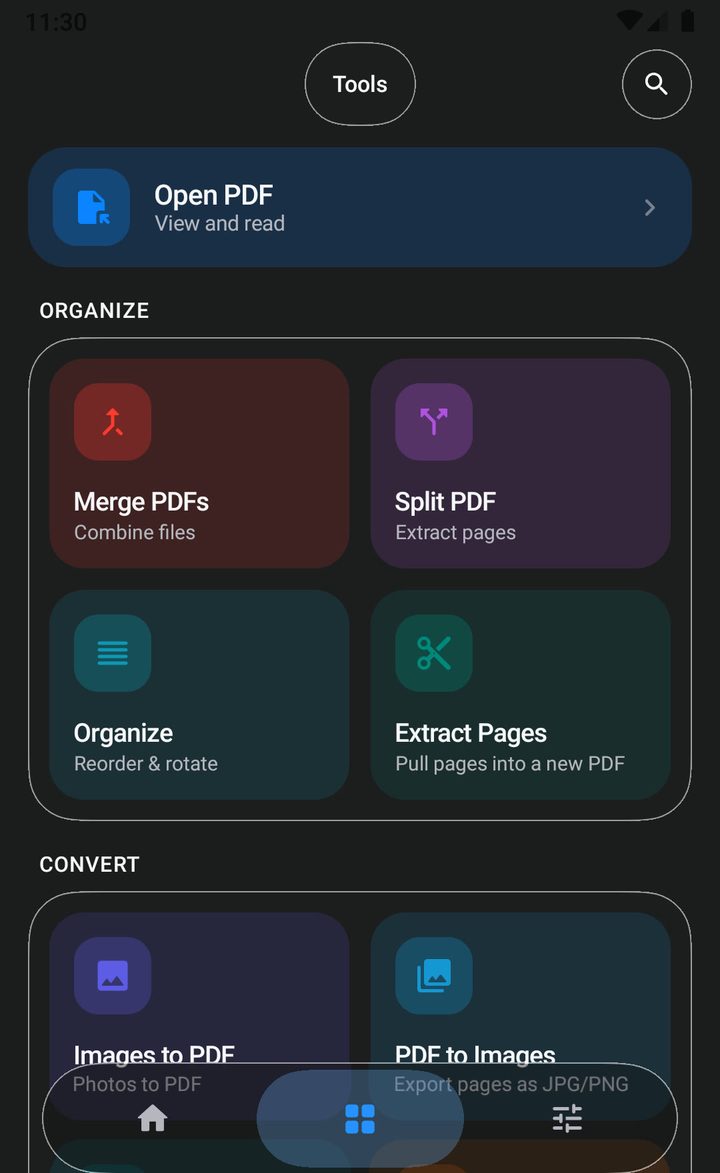 11:30
Tools
Open PDF
View and read
ORGANIZE
Merge PDFs
Combine files
Split PDF
Extract pages
Organize
Reorder & rotate
Extract Pages
Pull pages into a new PDF
CONVERT
Images to PDF
Photos to PDF
PDF to Images
Export pages as JPG/PNG